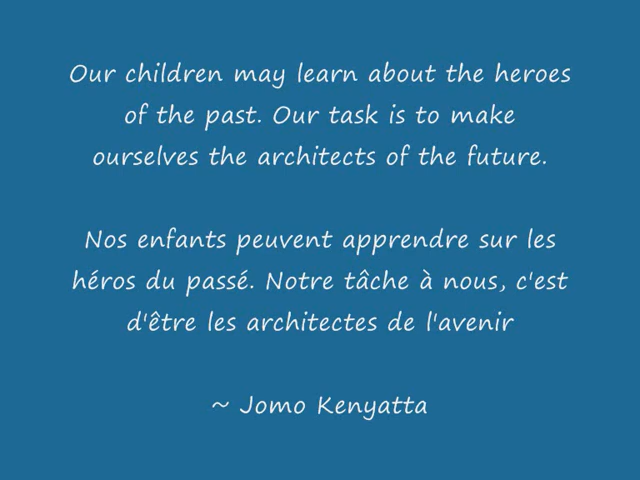 Our children may learn about the heroes
of the past. Our task is to make
ourselves the architects of the future.
Nos enfants peuvent apprendre sur les
héros du passé. Notre tâche à nous, c'est
d'être les architectes de l'avenir
~ Jomo Kenyatta